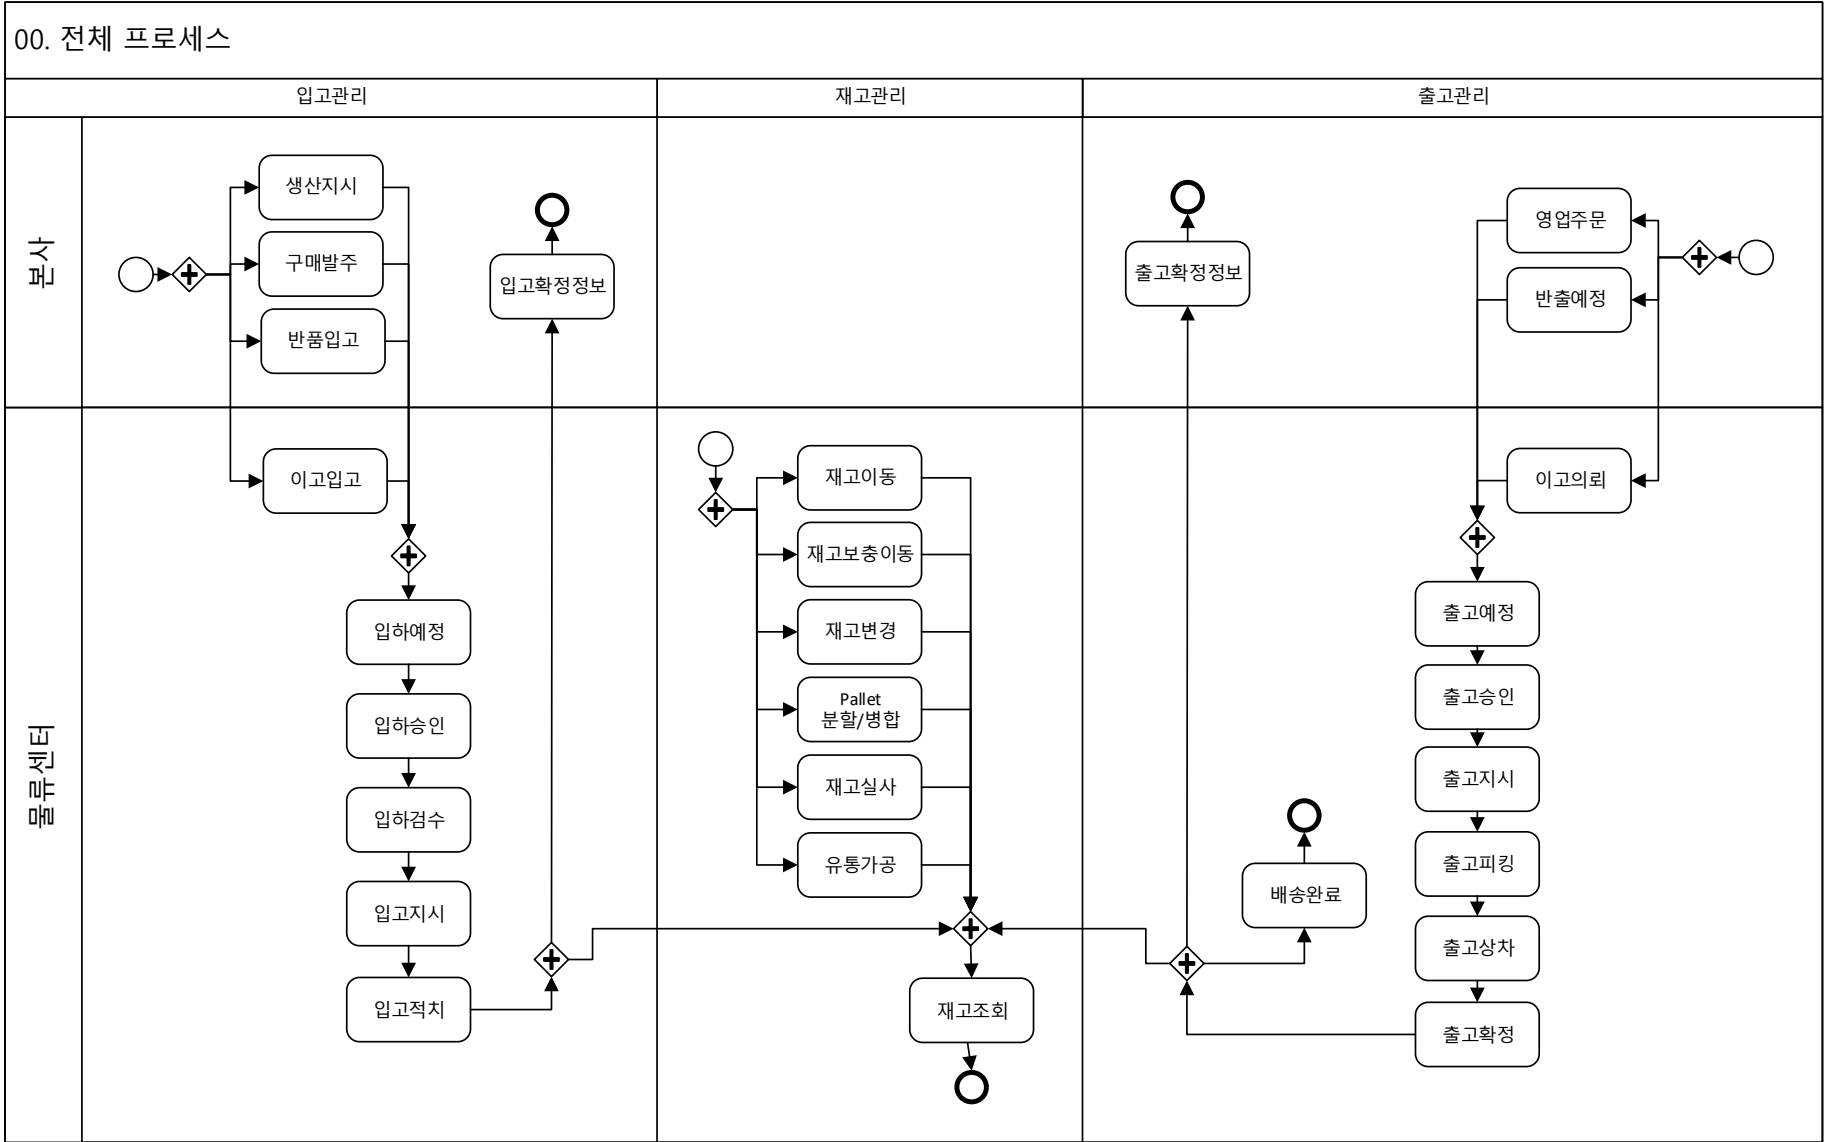 00. 전체 프로세스
입고관리
재고관리
출고관리
본사
생산지시
구매발주
반품입고
입고확정정보
출고확정정보
영업주문
반출예정
물류센터
이고입고
입하예정
입하승인
입하검수
입고지시
입고적치
재고이동
재고보충이동
재고변경
Pallet
분할/병합
재고실사
유통가공
재고조회
배송완료
이고의뢰
출고예정
출고승인
출고지시
출고피킹
출고상차
출고확정